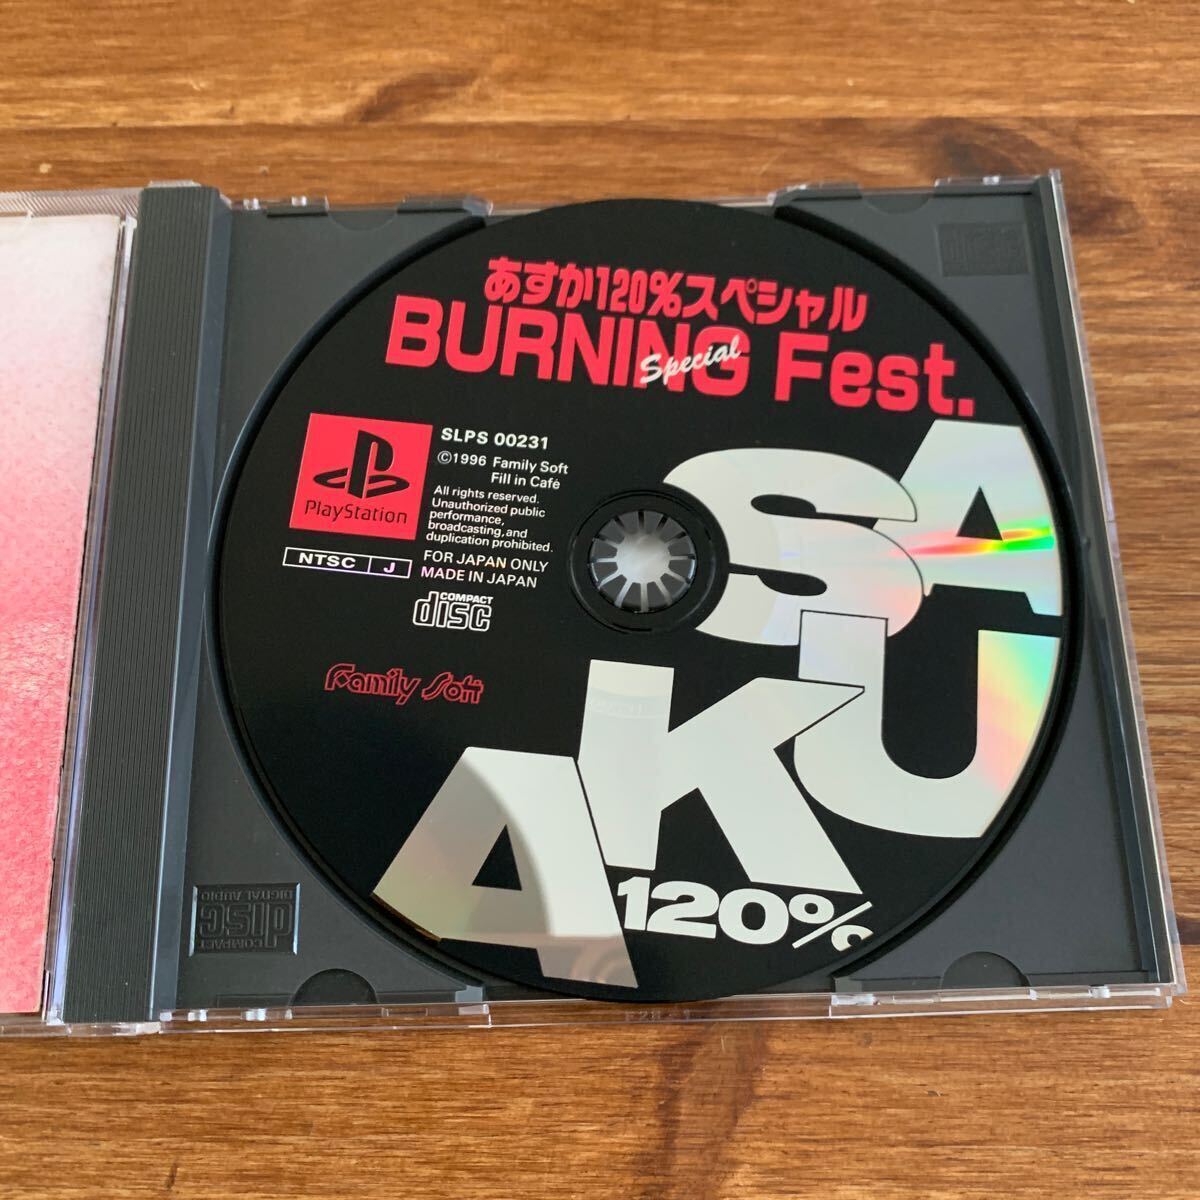 あすか120%スペシャル
BURNING Fest.
Special
SLPS 00231
©1996 Family Soft
Fill in Café
All rights reserved.
Unauthorized public
performance,
broadcasting,and
duplication prohibited.
FOR JAPAN ONLY
MADE IN JAPAN
PlayStation
NTSC J
COMPACT
disc
Family Soft
ASUKA
120%
COMPACT
disc
DIGITAL AUDIO